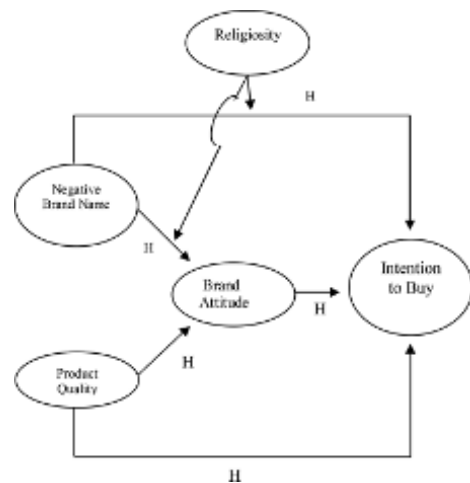 Religiosity
H
Negative
Brand Name
H
Brand
Attitude
Intention
to Buy
H
Product
Quality
H
H